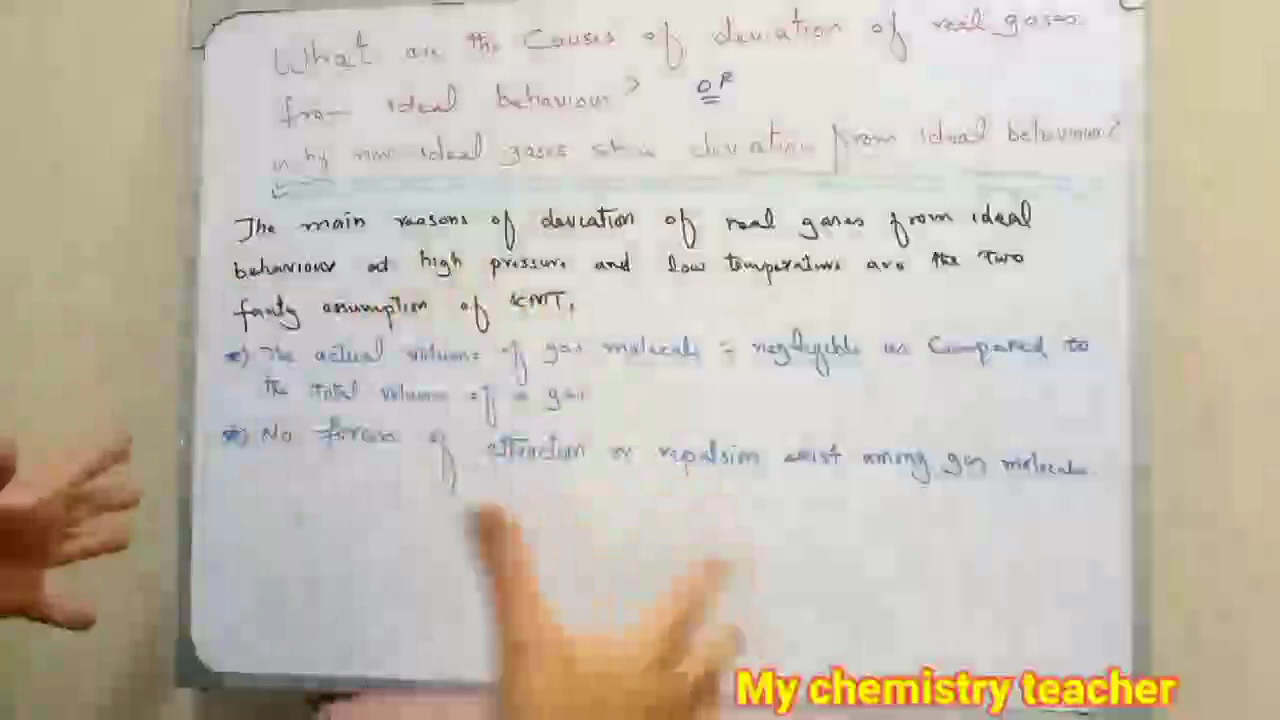 What are the Causes of deviation of real gases
from ideal behaviour? OR
why non ideal gases show deviation from ideal behaviour?
The main reasons of deviation of real gases from ideal
behaviour at high pressure and low temperature are the two
faulty assumption of KMT.
*) The actual volume of gas molecule = negligible as Compared to
the total volume of a gas
*) No forces of attraction or repulsion exist among gas molecule
My chemistry teacher